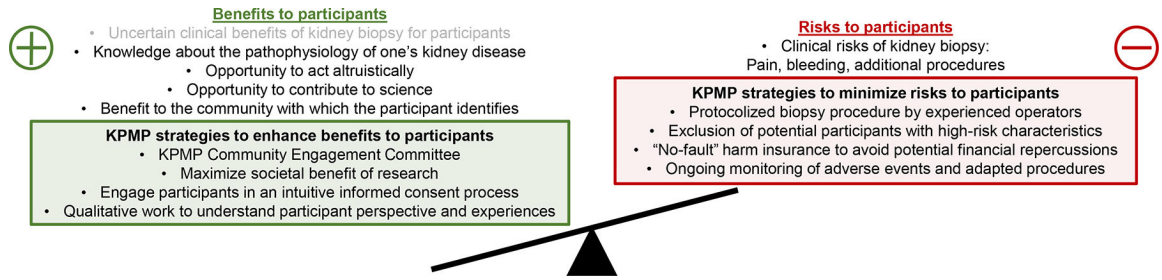 Benefits to participants
• Uncertain clinical benefits of kidney biopsy for participants
• Knowledge about the pathophysiology of one's kidney disease
• Opportunity to act altruistically
• Opportunity to contribute to science
• Benefit to the community with which the participant identifies
KPMP strategies to enhance benefits to participants
• KPMP Community Engagement Committee
• Maximize societal benefit of research
• Engage participants in an intuitive informed consent process
• Qualitative work to understand participant perspective and experiences
Risks to participants
• Clinical risks of kidney biopsy:
Pain, bleeding, additional procedures
KPMP strategies to minimize risks to participants
• Protocolized biopsy procedure by experienced operators
• Exclusion of potential participants with high-risk characteristics
• “No-fault” harm insurance to avoid potential financial repercussions
• Ongoing monitoring of adverse events and adapted procedures